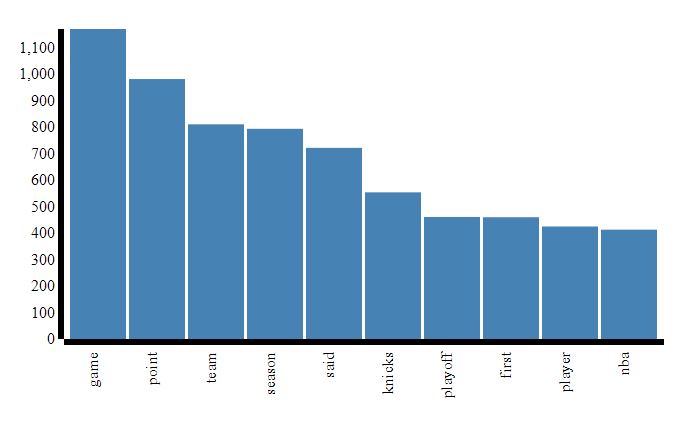 1,100
1,000
900
800
700
600
500
400
300
200
100
0
game
point
team
season
said
knicks
playoff
first
player
nba